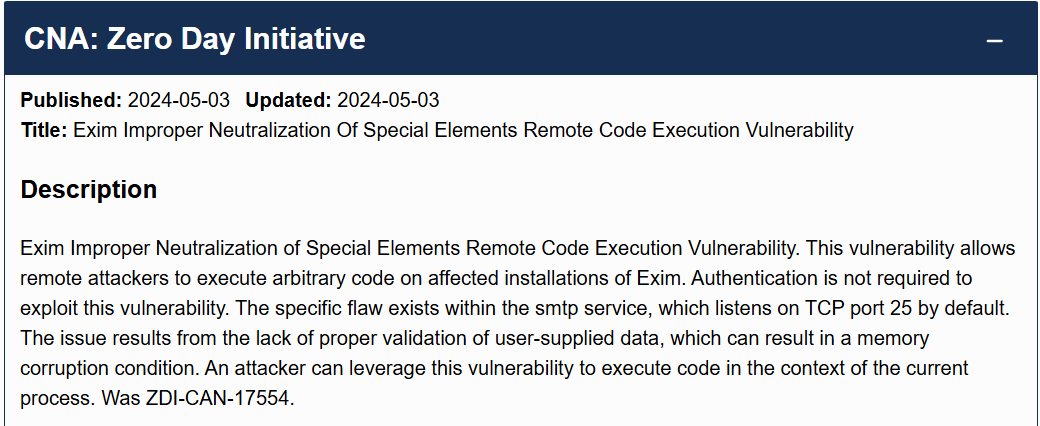 CNA: Zero Day Initiative
Published: 2024-05-03 Updated: 2024-05-03
Title: Exim Improper Neutralization Of Special Elements Remote Code Execution Vulnerability
Description
Exim Improper Neutralization of Special Elements Remote Code Execution Vulnerability. This vulnerability allows
remote attackers to execute arbitrary code on affected installations of Exim. Authentication is not required to
exploit this vulnerability. The specific flaw exists within the smtp service, which listens on TCP port 25 by default.
The issue results from the lack of proper validation of user-supplied data, which can result in a memory
corruption condition. An attacker can leverage this vulnerability to execute code in the context of the current
process. Was ZDI-CAN-17554.